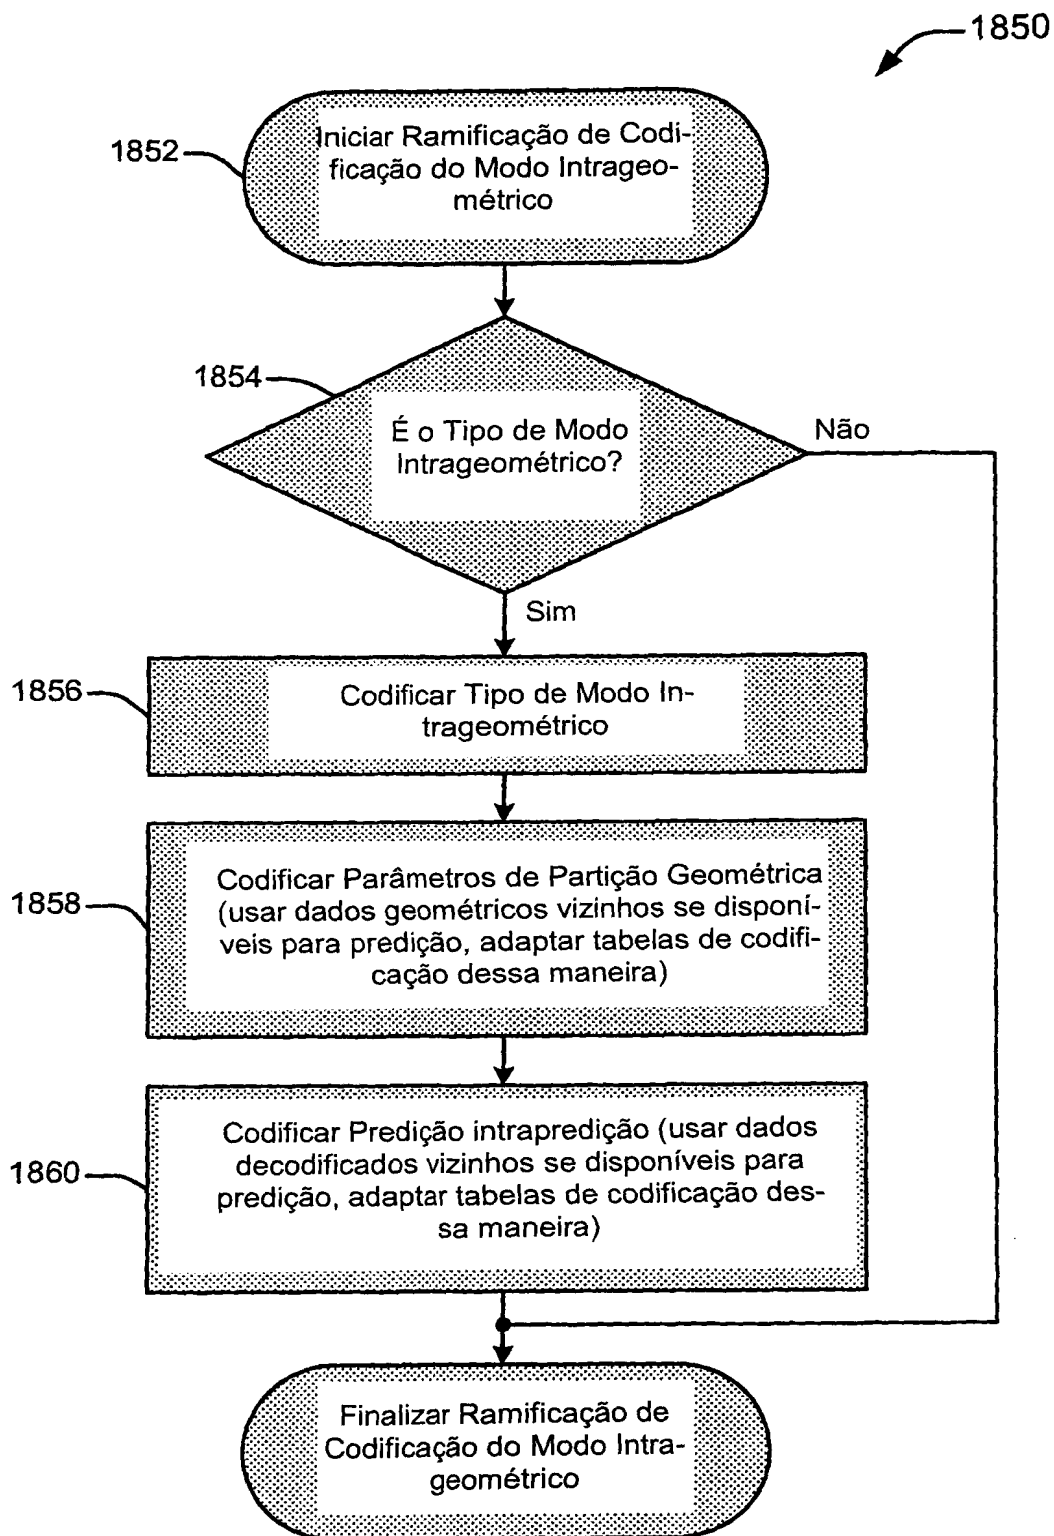 1850
1852
Iniciar Ramificação de Codi-
ficação do Modo Intrageo-
métrico
1854
É o Tipo de Modo
Intrageométrico?
Não
Sim
1856
Codificar Tipo de Modo In-
trageométrico
1858
Codificar Parâmetros de Partição Geométrica
(usar dados geométricos vizinhos se disponí-
veis para predição, adaptar tabelas de codifi-
cação dessa maneira)
1860
Codificar Predição intrapredição (usar dados
decodificados vizinhos se disponíveis para
predição, adaptar tabelas de codificação des-
sa maneira)
Finalizar Ramificação de
Codificação do Modo Intra-
geométrico